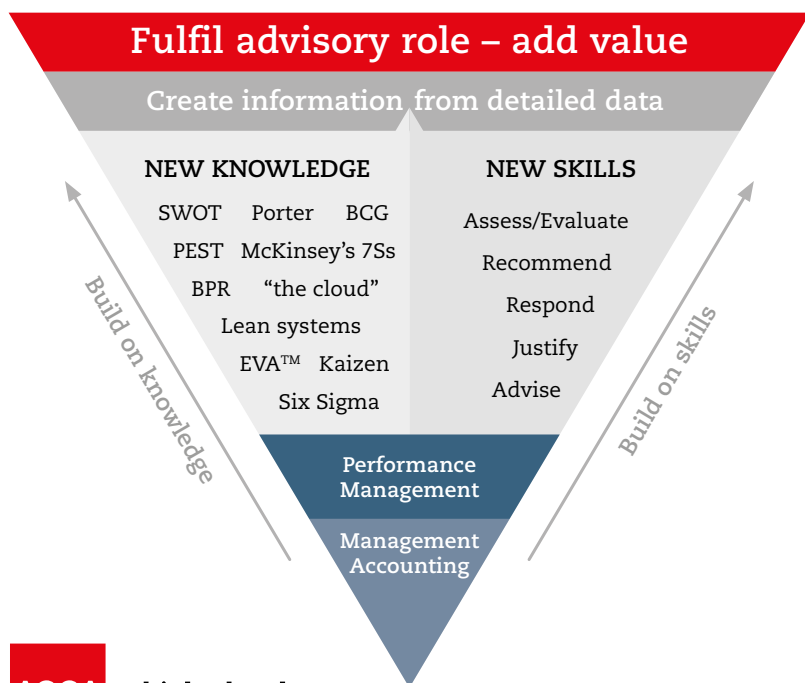 Fulfil advisory role – add value
Create information from detailed data
NEW KNOWLEDGE
SWOT Porter BCG
PEST McKinsey's 7Ss
BPR "the cloud"
Lean systems
EVA™ Kaizen
Six Sigma
NEW SKILLS
Assess/Evaluate
Recommend
Respond
Justify
Advise
Build on knowledge
Build on skills
Performance
Management
Management
Accounting